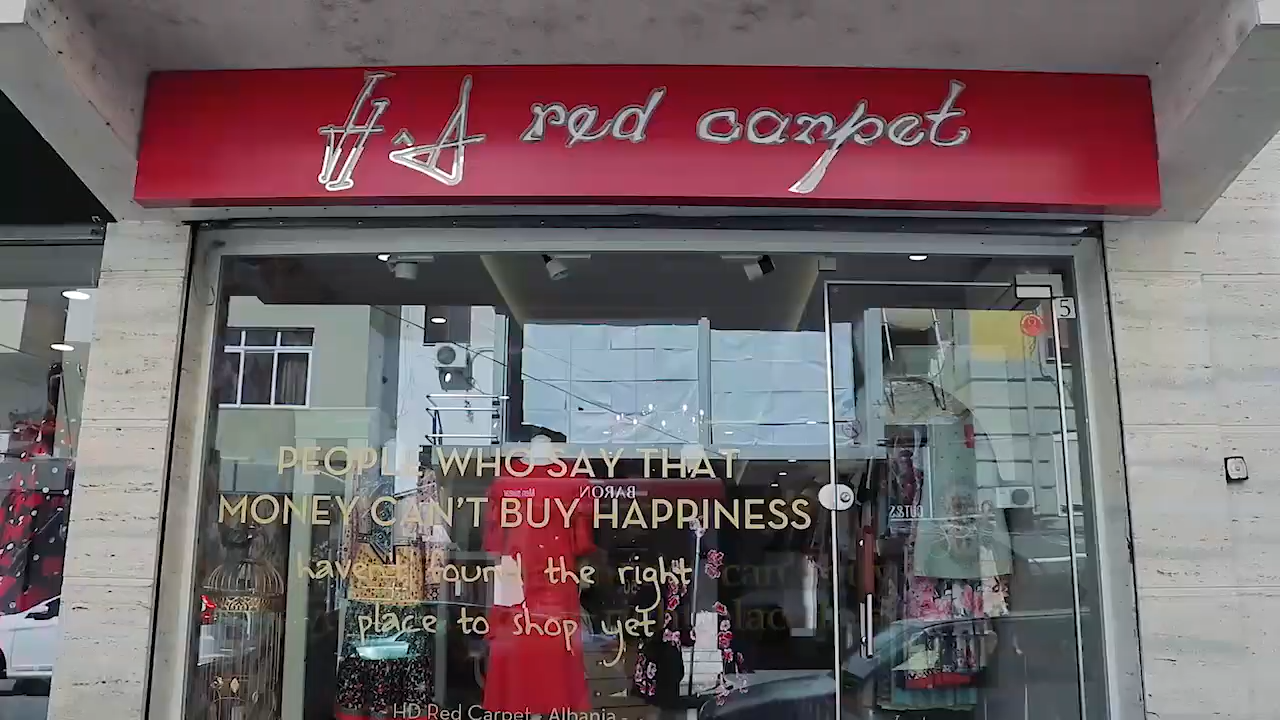 H&A red carpet
5
PEOPLE WHO SAY THAT
BARON
MONEY CAN'T BUY HAPPINESS
haven't found the right
place to shop yet
- HD Red Carpet - Albania -